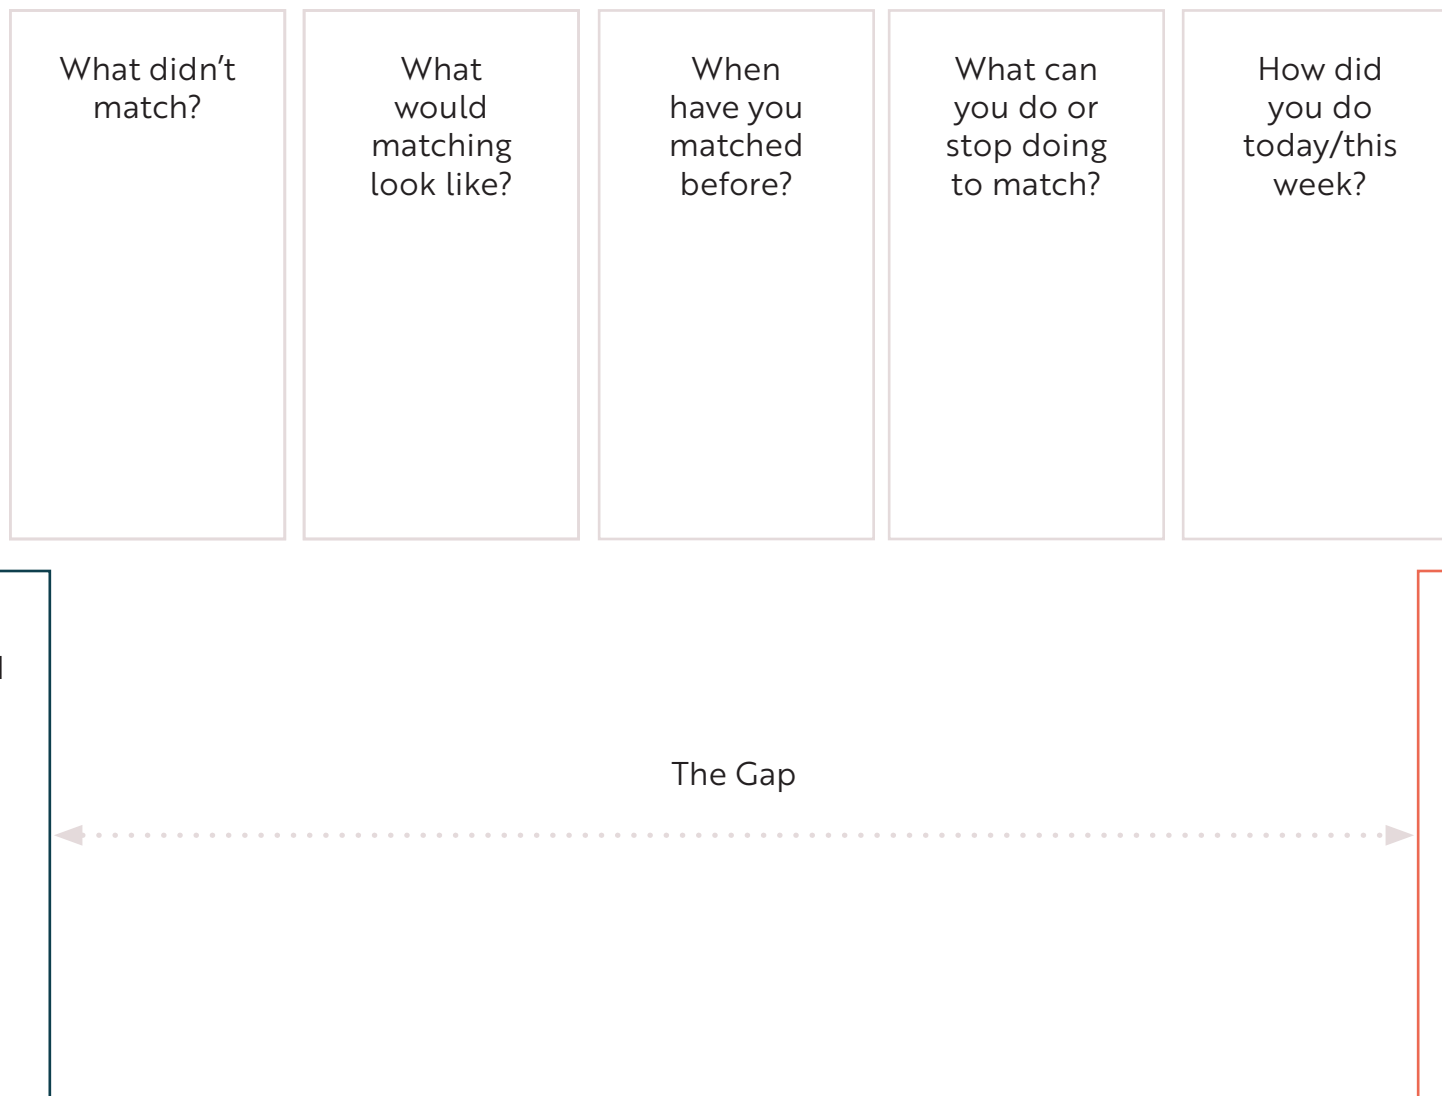 What didn’t
match?
What
would
matching
look like?
When
have you
matched
before?
What can
you do or
stop doing
to match?
How did
you do
today/this
week?
The Gap